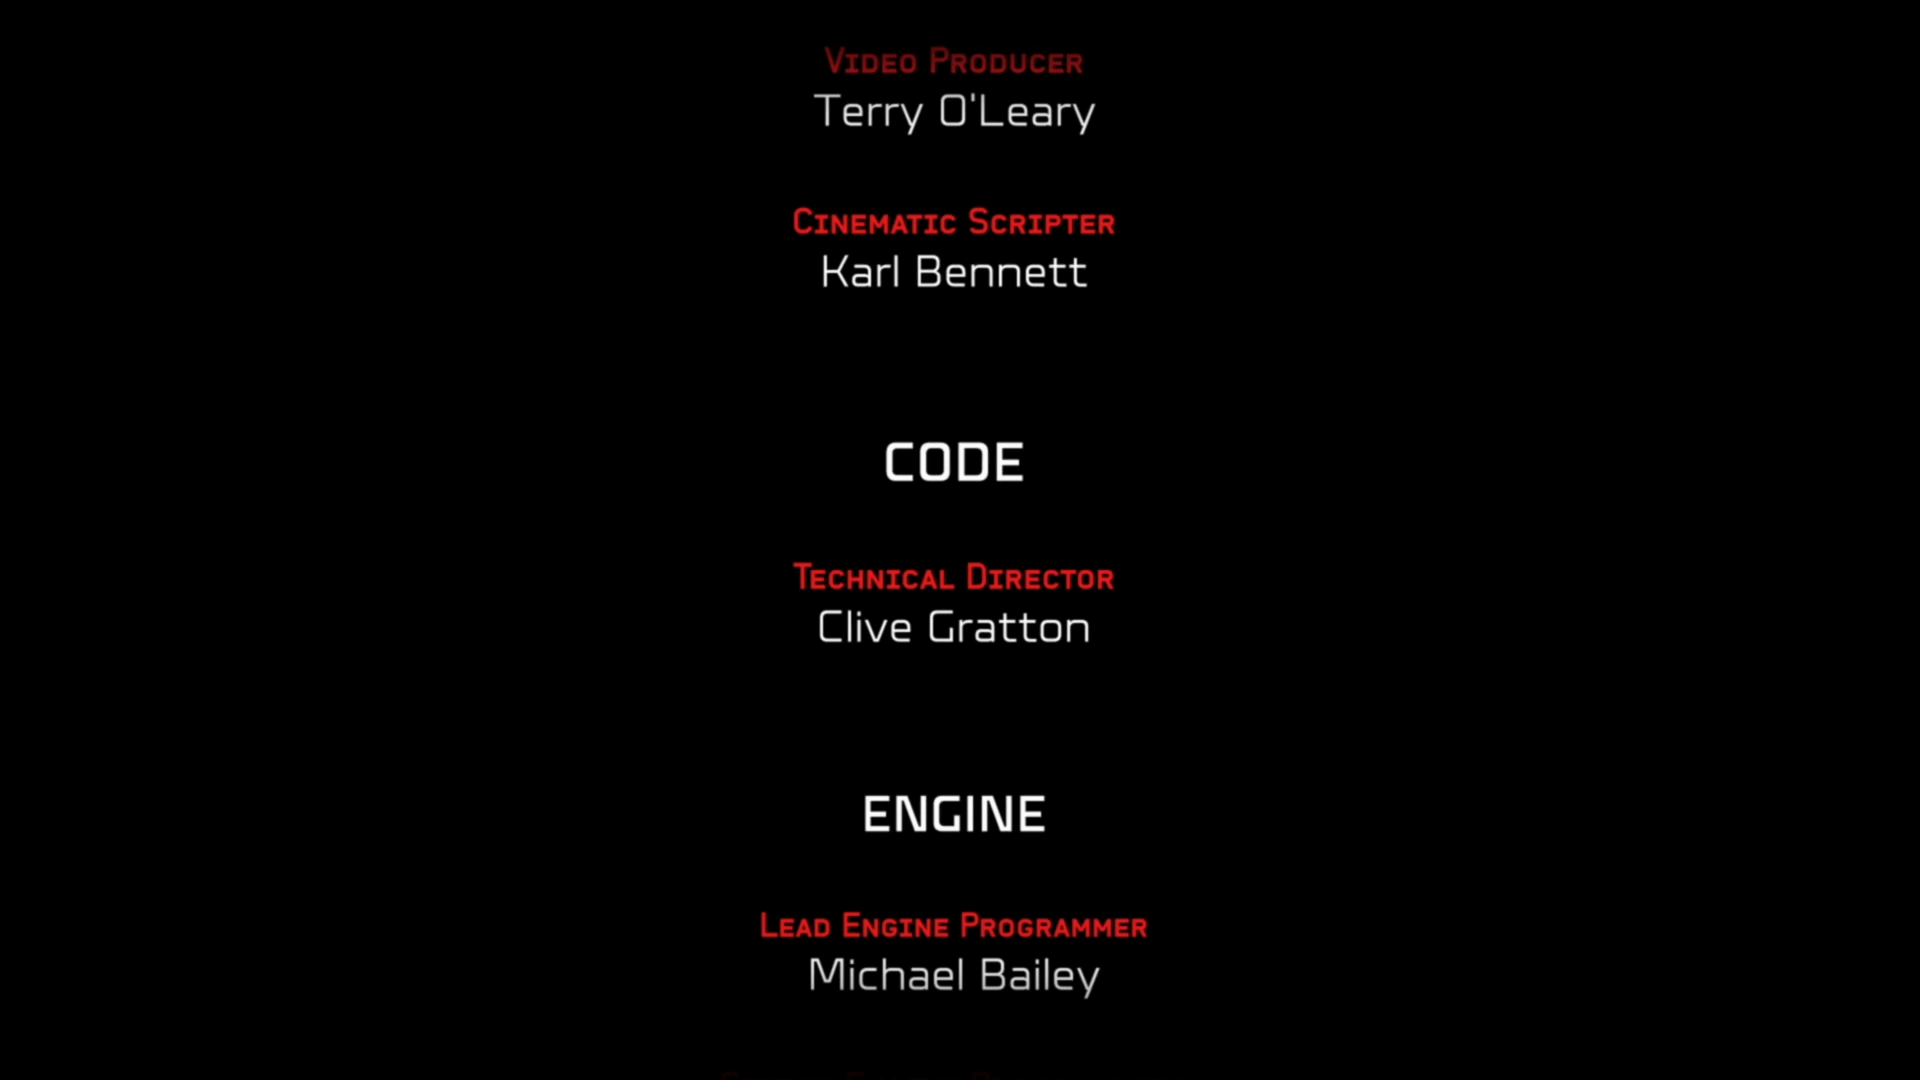 Video Producer
Terry O'Leary
Cinematic Scripter
Karl Bennett
CODE
Technical Director
Clive Gratton
ENGINE
Lead Engine Programmer
Michael Bailey